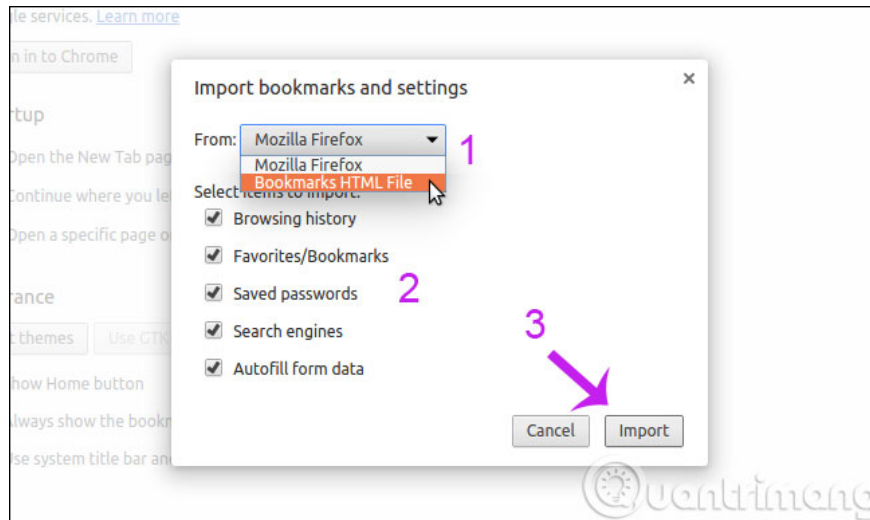 gle services. Learn more
n in to Chrome
Import bookmarks and settings
×
From: Mozilla Firefox
1
Mozilla Firefox
Bookmarks HTML File
Select items to import:
Browsing history
Favorites/Bookmarks
Saved passwords
2
Search engines
Autofill form data
3
Cancel
Import
rtup
Open the New Tab pag
Continue where you le
Open a specific page o
rance
t themes
Use GTK
how Home button
Always show the bookm
se system title bar an
Quantrimang